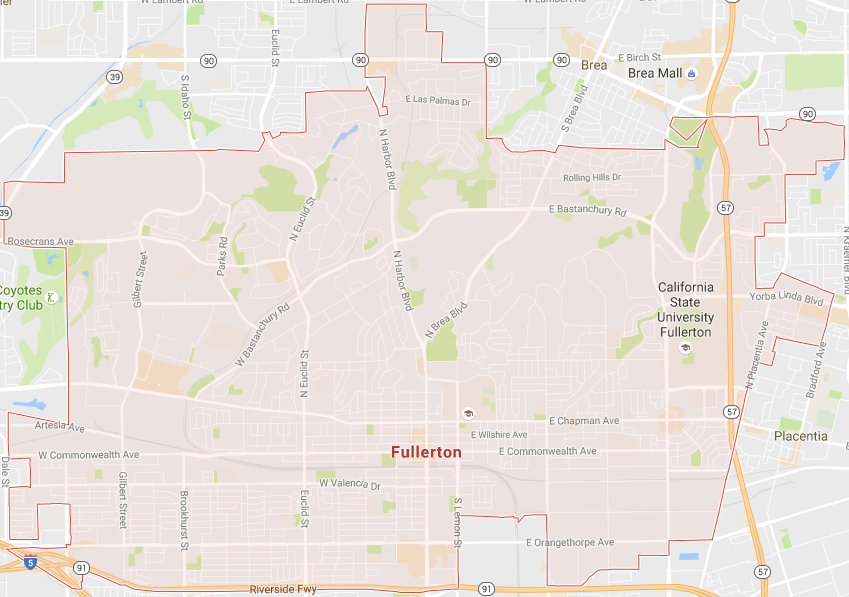 W Lambert Rd
E Lambert Rd
W Lambert Rd
90
90
90
39
Euclid St
S Idaho St
E Birch St
Brea
Brea Mall
E Las Palmas Dr
S Brea Blvd
90
N Harbor Blvd
Rolling Hills Dr
N Euclid St
E Bastanchury Rd
57
39
Rosecrans Ave
Parks Rd
Gilbert Street
N Harbor Blvd
N Kraemer Blvd
Coyotes
try Club
California
State
University
Fullerton
Yorba Linda Blvd
N Brea Blvd
W Bastanchury Rd
N Placentia Ave
Bradford Ave
N Euclid St
57
Artesia Ave
E Chapman Ave
E Wilshire Ave
Placentia
Fullerton
W Commonwealth Ave
E Commonwealth Ave
Dale St
W Valencia Dr
Gilbert Street
Brookhurst St
Euclid St
S Lemon St
E Orangethorpe Ave
5
91
57
Riverside Fwy
91